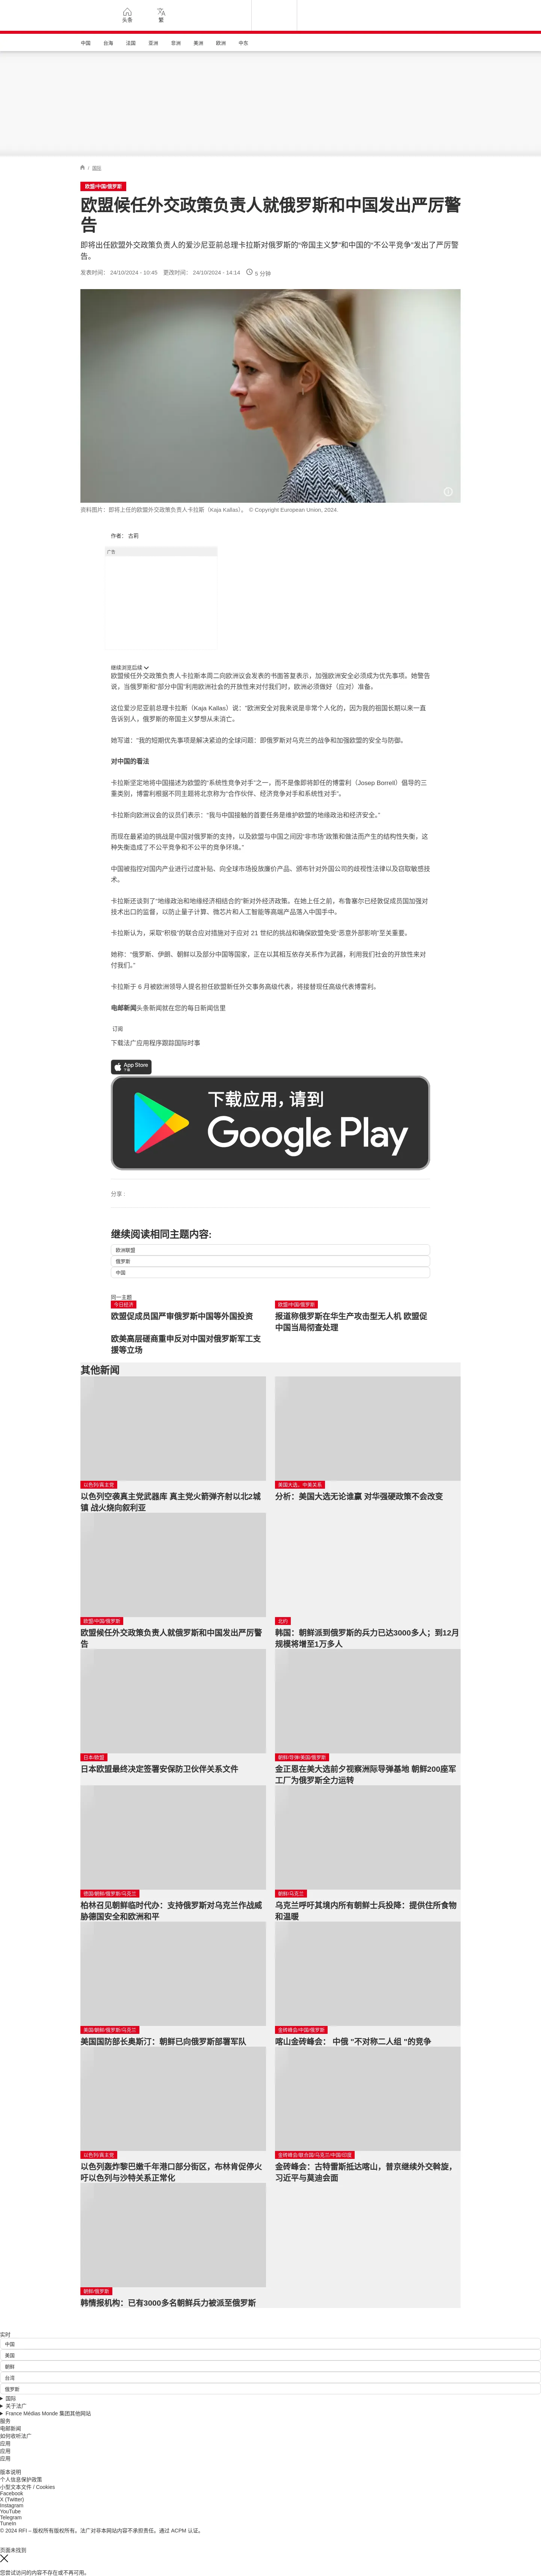 头条
繁
中国 台海 法国 亚洲 非洲 美洲 欧洲 中东
/ 国际
欧盟/中国/俄罗斯
欧盟候任外交政策负责人就俄罗斯和中国发出严厉警
告
即将出任欧盟外交政策负责人的爱沙尼亚前总理卡拉斯对俄罗斯的“帝国主义梦”和中国的“不公平竞争”发出了严厉警
告。
发表时间： 24/10/2024 - 10:45 更改时间： 24/10/2024 - 14:14 5 分钟
资料图片：即将上任的欧盟外交政策负责人卡拉斯（Kaja Kallas）。 © Copyright European Union, 2024.
作者： 古莉
广告
继续浏览后续
欧盟候任外交政策负责人卡拉斯本周二向欧洲议会发表的书面答复表示，加强欧洲安全必须成为优先事项。她警告
说，当俄罗斯和“部分中国”利用欧洲社会的开放性来对付我们时，欧洲必须做好（应对）准备。
这位爱沙尼亚前总理卡拉斯（Kaja Kallas）说：“欧洲安全对我来说是非常个人化的，因为我的祖国长期以来一直
告诉别人，俄罗斯的帝国主义梦想从未消亡。
她写道：“我的短期优先事项是解决紧迫的全球问题：即俄罗斯对乌克兰的战争和加强欧盟的安全与防御。
对中国的看法
卡拉斯坚定地将中国描述为欧盟的“系统性竞争对手”之一，而不是像即将卸任的博雷利（Josep Borrell）倡导的三
重类别，博雷利根据不同主题将北京称为“合作伙伴、经济竞争对手和系统性对手”。
卡拉斯向欧洲议会的议员们表示：“我与中国接触的首要任务是维护欧盟的地缘政治和经济安全。”
而现在最紧迫的挑战是中国对俄罗斯的支持，以及欧盟与中国之间因“非市场”政策和做法而产生的结构性失衡，这
种失衡造成了不公平竞争和不公平的竞争环境。”
中国被指控对国内产业进行过度补贴、向全球市场投放廉价产品、颁布针对外国公司的歧视性法律以及窃取敏感技
术。
卡拉斯还谈到了“地缘政治和地缘经济相结合的”新对外经济政策。在她上任之前，布鲁塞尔已经敦促成员国加强对
技术出口的监督，以防止量子计算、微芯片和人工智能等高端产品落入中国手中。
卡拉斯认为，采取“积极”的联合应对措施对于应对 21 世纪的挑战和确保欧盟免受“恶意外部影响”至关重要。
她称：“俄罗斯、伊朗、朝鲜以及部分中国等国家，正在以其相互依存关系作为武器，利用我们社会的开放性来对
付我们。”
卡拉斯于 6 月被欧洲领导人提名担任欧盟新任外交事务高级代表，将接替现任高级代表博雷利。
电邮新闻头条新闻就在您的每日新闻信里
订阅
下载法广应用程序跟踪国际时事
App Store
下载应用，请到
Google Play
分享 :
继续阅读相同主题内容:
欧洲联盟
俄罗斯
中国
同一主题
今日经济
欧盟促成员国严审俄罗斯中国等外国投资
欧盟/中国/俄罗斯
报道称俄罗斯在华生产攻击型无人机 欧盟促
中国当局彻查处理
欧美高层磋商重申反对中国对俄罗斯军工支
援等立场
其他新闻
以色列/真主党
以色列空袭真主党武器库 真主党火箭弹齐射以北2城
镇 战火烧向叙利亚
美国大选、中美关系
分析：美国大选无论谁赢 对华强硬政策不会改变
欧盟/中国/俄罗斯
欧盟候任外交政策负责人就俄罗斯和中国发出严厉警
告
北约
韩国：朝鲜派到俄罗斯的兵力已达3000多人；到12月
规模将增至1万多人
日本/欧盟
日本欧盟最终决定签署安保防卫伙伴关系文件
朝鲜/导弹/美国/俄罗斯
金正恩在美大选前夕视察洲际导弹基地 朝鲜200座军
工厂为俄罗斯全力运转
德国/朝鲜/俄罗斯/乌克兰
柏林召见朝鲜临时代办：支持俄罗斯对乌克兰作战威
胁德国安全和欧洲和平
朝鲜/乌克兰
乌克兰呼吁其境内所有朝鲜士兵投降：提供住所食物
和温暖
美国/朝鲜/俄罗斯/乌克兰
美国国防部长奥斯汀：朝鲜已向俄罗斯部署军队
金砖峰会/中国/俄罗斯
喀山金砖峰会： 中俄 “不对称二人组 ”的竞争
以色列/真主党
以色列轰炸黎巴嫩千年港口部分街区，布林肯促停火
吁以色列与沙特关系正常化
金砖峰会/联合国/乌克兰/中国/印度
金砖峰会：古特雷斯抵达喀山，普京继续外交斡旋，
习近平与莫迪会面
朝鲜/俄罗斯
韩情报机构：已有3000多名朝鲜兵力被派至俄罗斯
实时
中国
美国
朝鲜
台湾
俄罗斯
国际
关于法广
France Médias Monde 集团其他网站
服务
电邮新闻
如何收听法广
应用
应用
应用
版本说明
个人信息保护政策
小型文本文件 / Cookies
Facebook
X (Twitter)
Instagram
YouTube
Telegram
TuneIn
© 2024 RFI – 版权所有版权所有。法广对非本网站内容不承担责任。通过 ACPM 认证。
页面未找到
您尝试访问的内容不存在或不再可用。